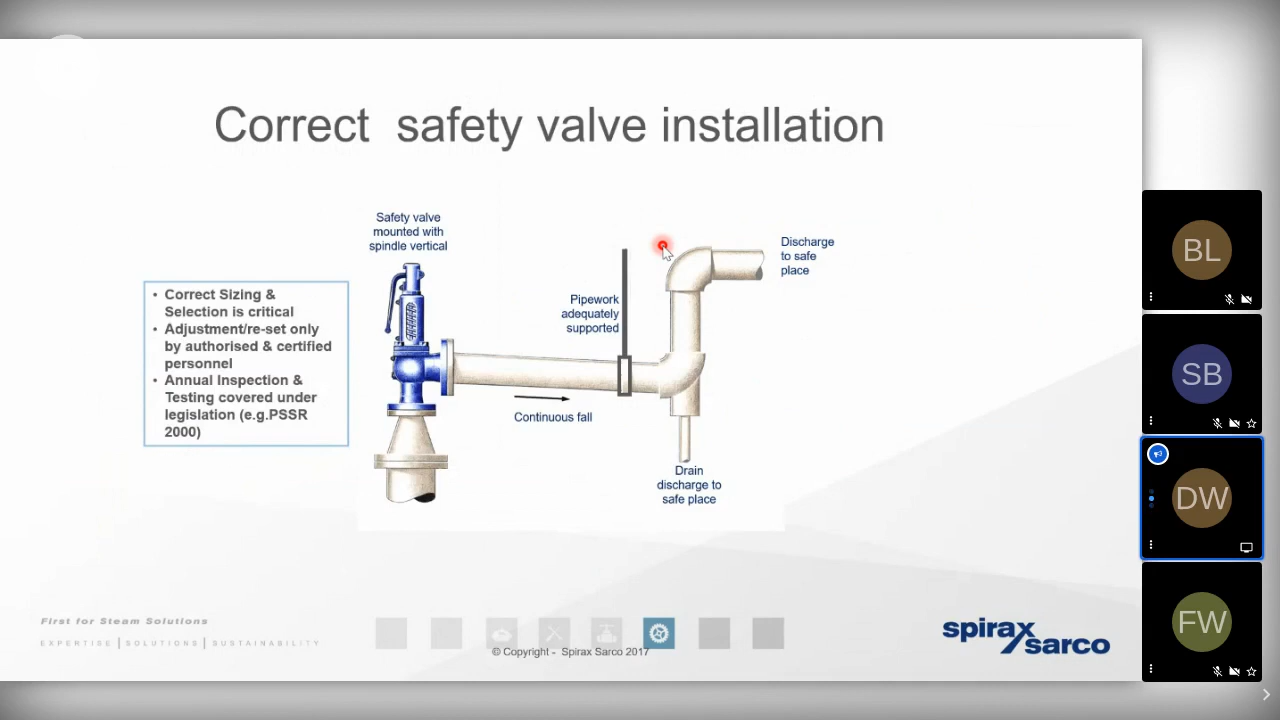 Correct safety valve installation
Safety valve
mounted with
spindle vertical
Discharge
to safe
place
Pipework
adequately
supported
• Correct Sizing &
Selection is critical
• Adjustment/re-set only
by authorised & certified
personnel
• Annual Inspection &
Testing covered under
legislation (e.g.PSSR
2000)
Continuous fall
Drain
discharge to
safe place
First for Steam Solutions
EXPERTISE | SOLUTIONS | SUSTAINABILITY
© Copyright - Spirax Sarco 2017
spirax
sarco
BL
SB
DW
FW